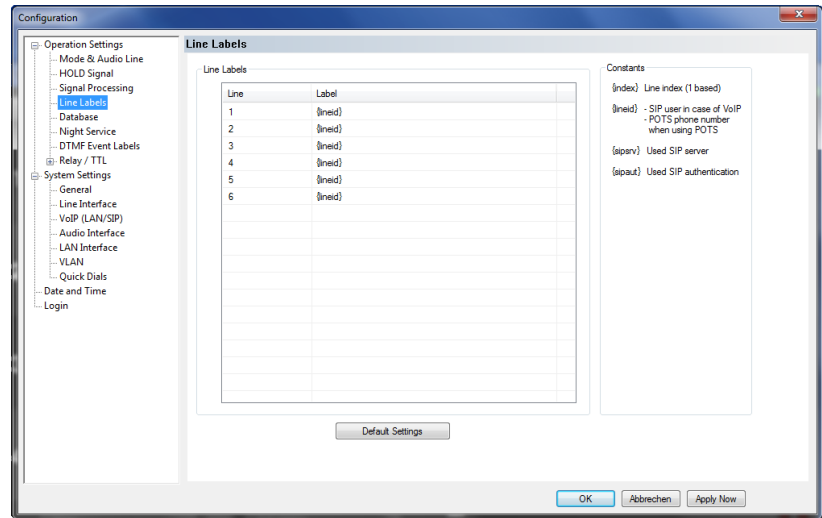 Configuration
Operation Settings
Mode & Audio Line
HOLD Signal
Signal Processing
Line Labels
Database
Night Service
DTMF Event Labels
Relay / TTL
System Settings
General
Line Interface
VoIP (LAN/SIP)
Audio Interface
LAN Interface
VLAN
Quick Dials
Date and Time
Login
Line Labels
Line Labels
Line Label
1 {lineid}
2 {lineid}
3 {lineid}
4 {lineid}
5 {lineid}
6 {lineid}
Default Settings
Constants
{index} Line index (1 based)
{lineid} - SIP user in case of VoIP
- POTS phone number
when using POTS
{sipsrv} Used SIP server
{sipaut} Used SIP authentication
OK Abbrechen Apply Now